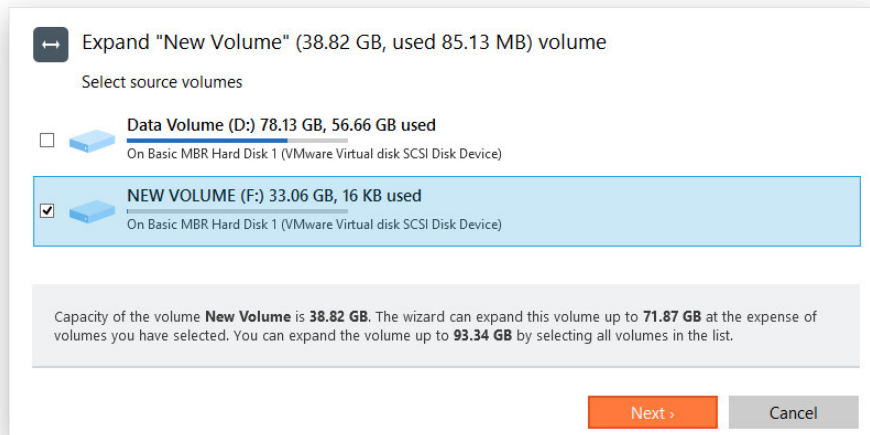 Expand "New Volume" (38.82 GB, used 85.13 MB) volume
Select source volumes
Data Volume (D:) 78.13 GB, 56.66 GB used
On Basic MBR Hard Disk 1 (VMware Virtual disk SCSI Disk Device)
NEW VOLUME (F:) 33.06 GB, 16 KB used
On Basic MBR Hard Disk 1 (VMware Virtual disk SCSI Disk Device)
Capacity of the volume New Volume is 38.82 GB. The wizard can expand this volume up to 71.87 GB at the expense of
volumes you have selected. You can expand the volume up to 93.34 GB by selecting all volumes in the list.
Next ›
Cancel